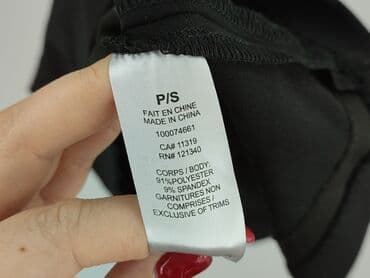 P/S
FAIT EN CHINE
MADE IN CHINA
100074661
CA# 11319
RN# 121340
CORPS / BODY:
91%POLYESTER
9% SPANDEX
GARNITURES NON
COMPRISES /
EXCLUSIVE OF TRIMS